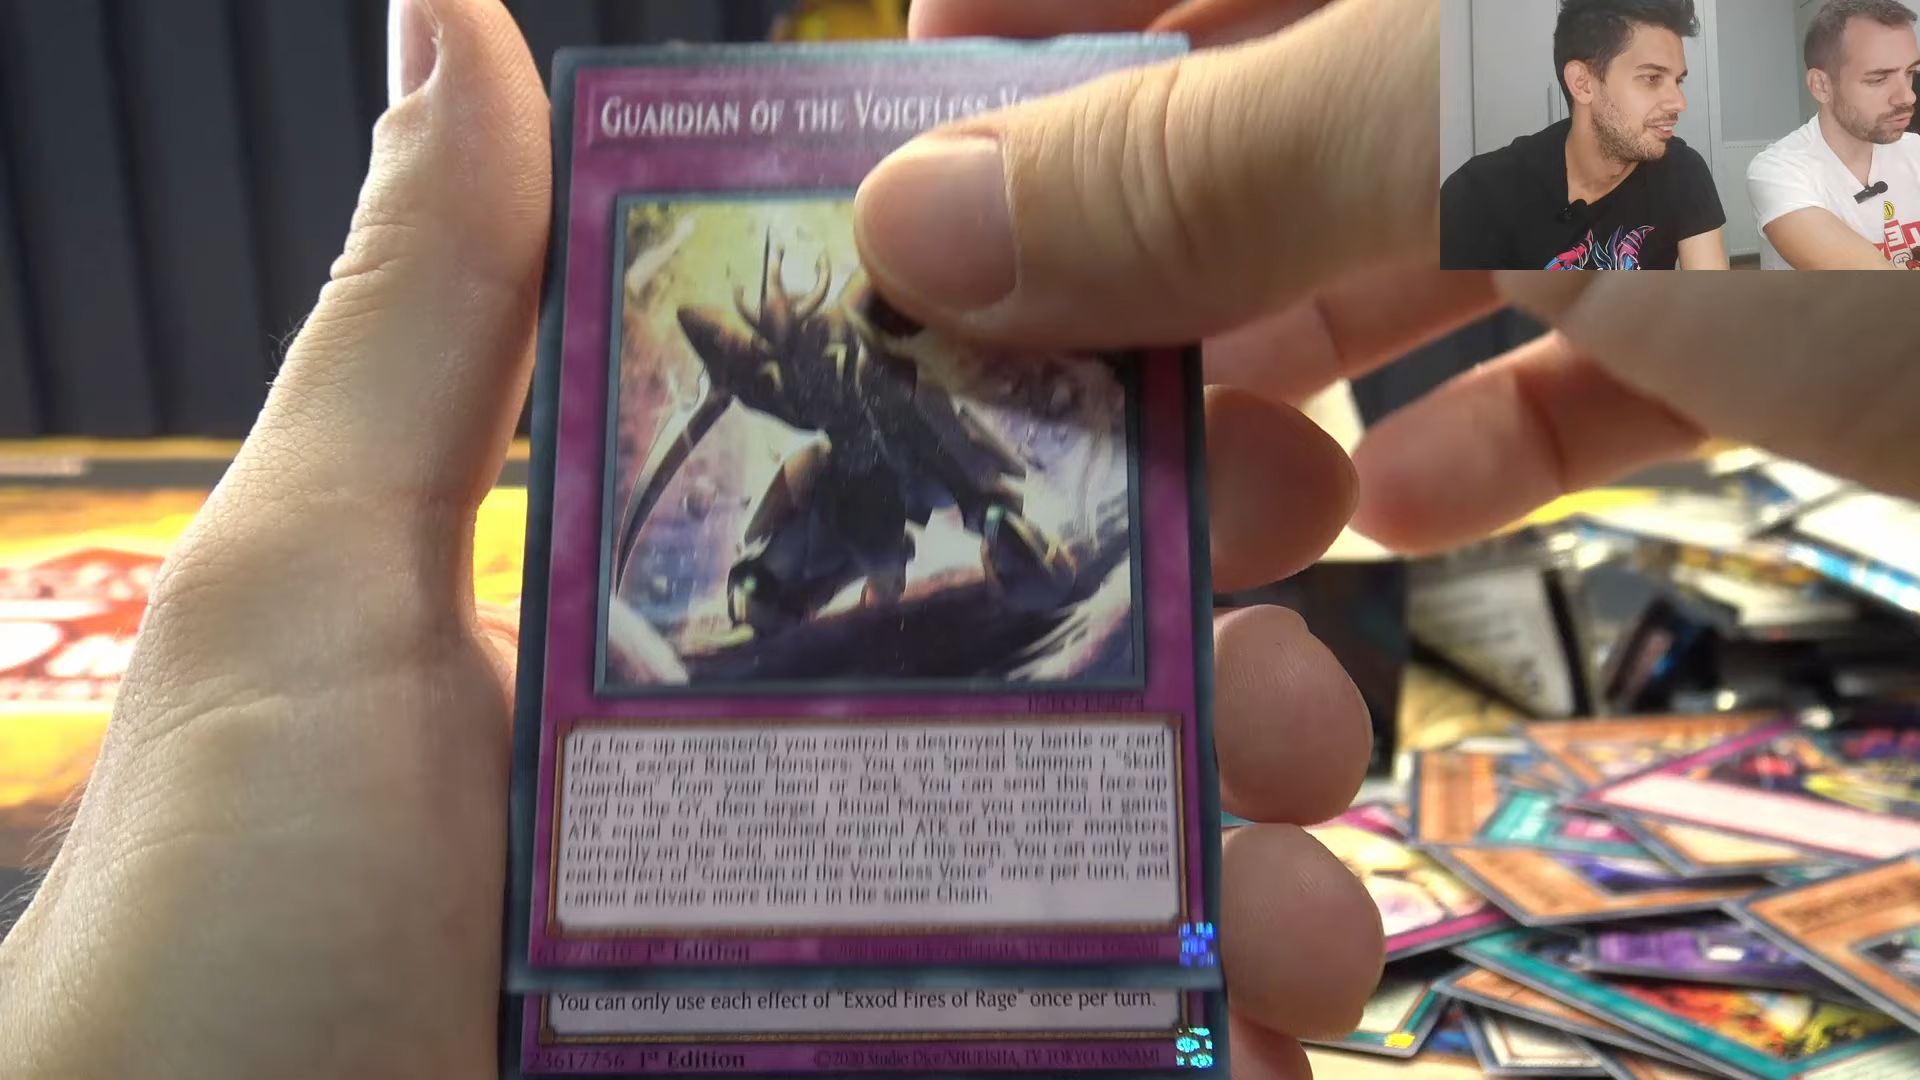 GUARDIAN OF THE VOICELESS
If a face-up monster(s) you control is destroyed by battle or card
effect, except Ritual Monsters: You can Special Summon 1 "Skull
Guardian" from your hand or Deck. You can send this face-up
card to the GY, then target 1 Ritual Monster you control; it gains
ATK equal to the combined original ATK of the other monsters
currently on the field, until the end of this turn. You can only use
each effect of "Guardian of the Voiceless Voice" once per turn, and
cannot activate more than 1 in the same Chain.
1st Edition
You can only use each effect of "Exxod Fires of Rage" once per turn.
23617756 1st Edition ©2020 Studio Dice/SHUEISHA, TV TOKYO, KONAMI